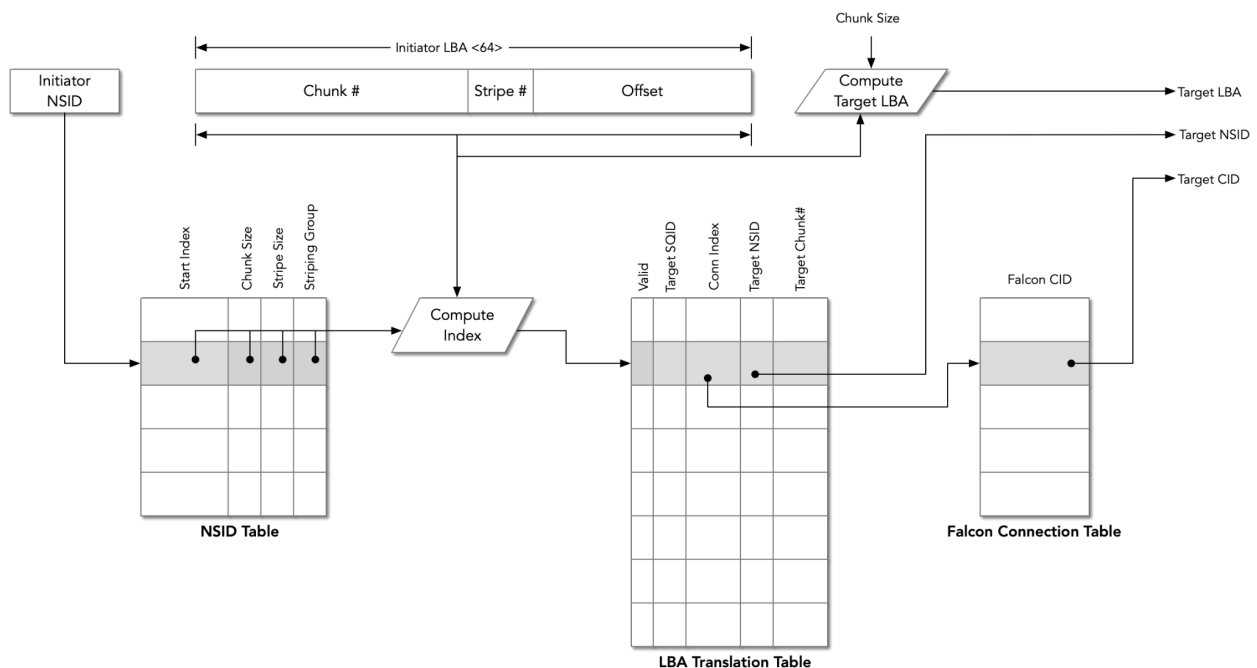 Chunk Size
Initiator LBA <64>
Initiator
NSID
Chunk #
Stripe #
Offset
Compute
Target LBA
Target LBA
Target NSID
Target CID
Start Index
Chunk Size
Stripe Size
Striping Group
Valid
Target SQID
Conn Index
Target NSID
Target Chunk#
Falcon CID
Compute
Index
NSID Table
Falcon Connection Table
LBA Translation Table